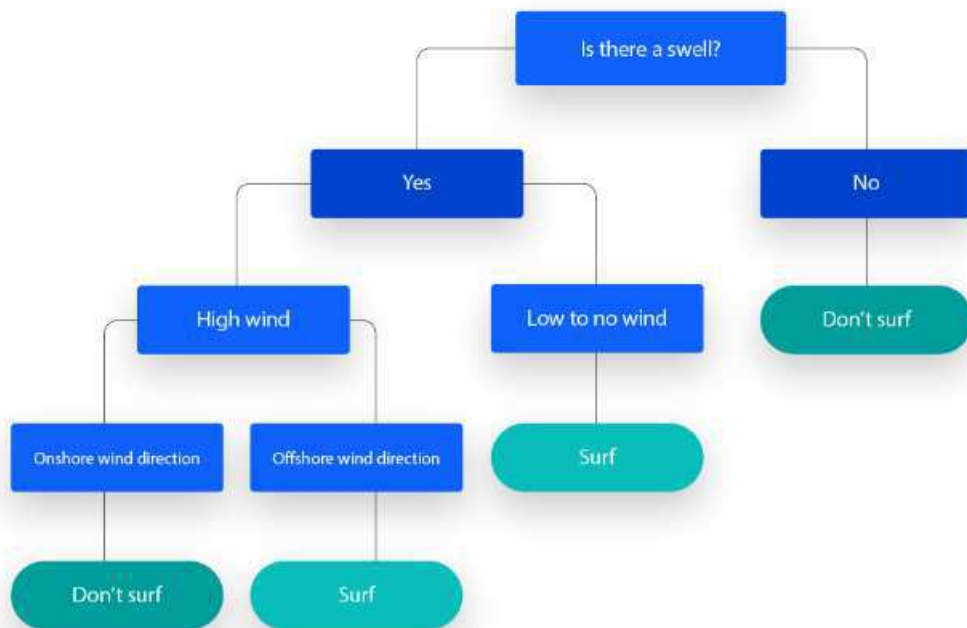 Is there a swell?
Yes
No
High wind
Low to no wind
Don't surf
Onshore wind direction
Offshore wind direction
Surf
Don't surf
Surf